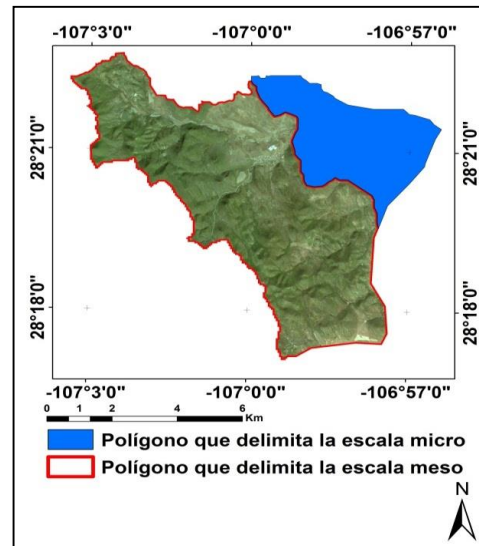 -107°3'0" -107°0'0" -106°57'0"
28°21'0" 28°21'0"
28°18'0" 28°18'0"
-107°3'0" -107°0'0" -106°57'0"
0 1 2 4 6
Km
Polígono que delimita la escala micro
Polígono que delimita la escala meso
N